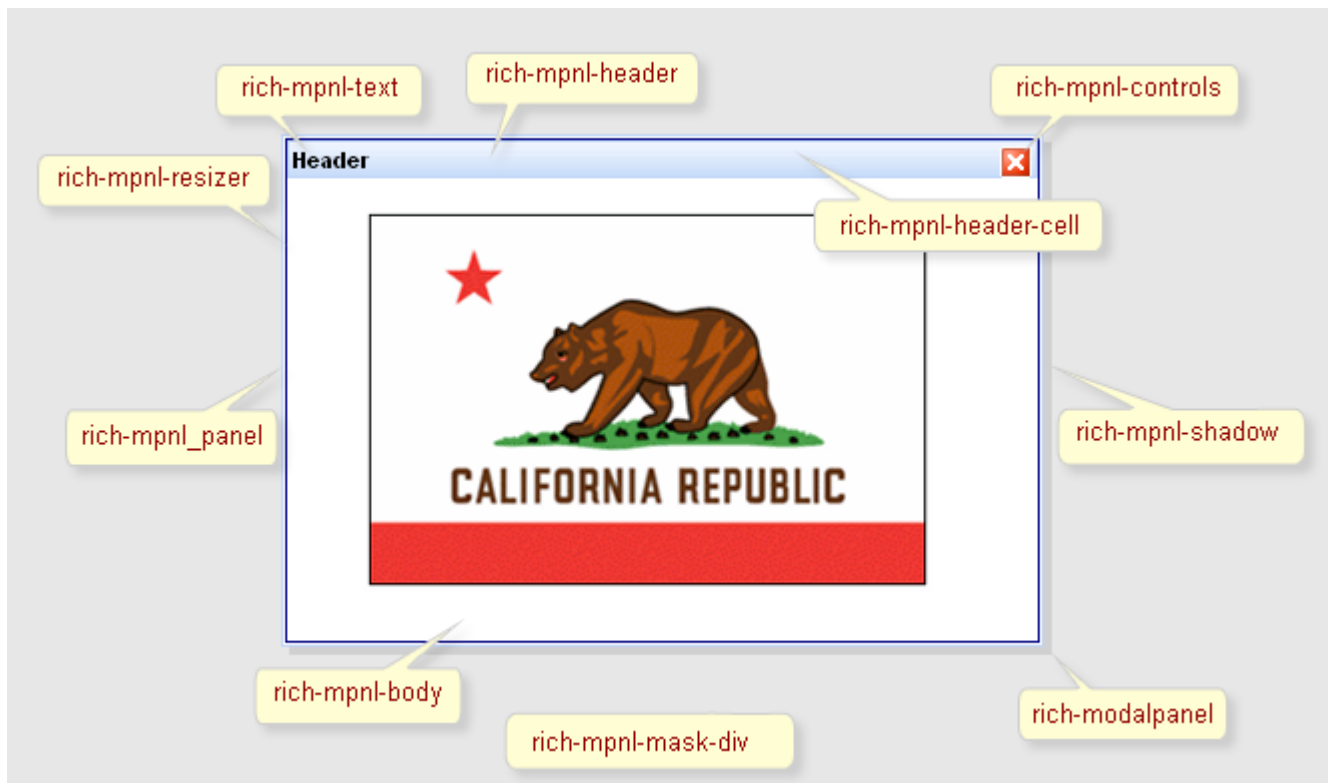 rich-mpnl-text
rich-mpnl-header
rich-mpnl-controls
Header
rich-mpnl-resizer
rich-mpnl-header-cell
rich-mpnl_panel
rich-mpnl-shadow
CALIFORNIA REPUBLIC
rich-mpnl-body
rich-modalpanel
rich-mpnl-mask-div